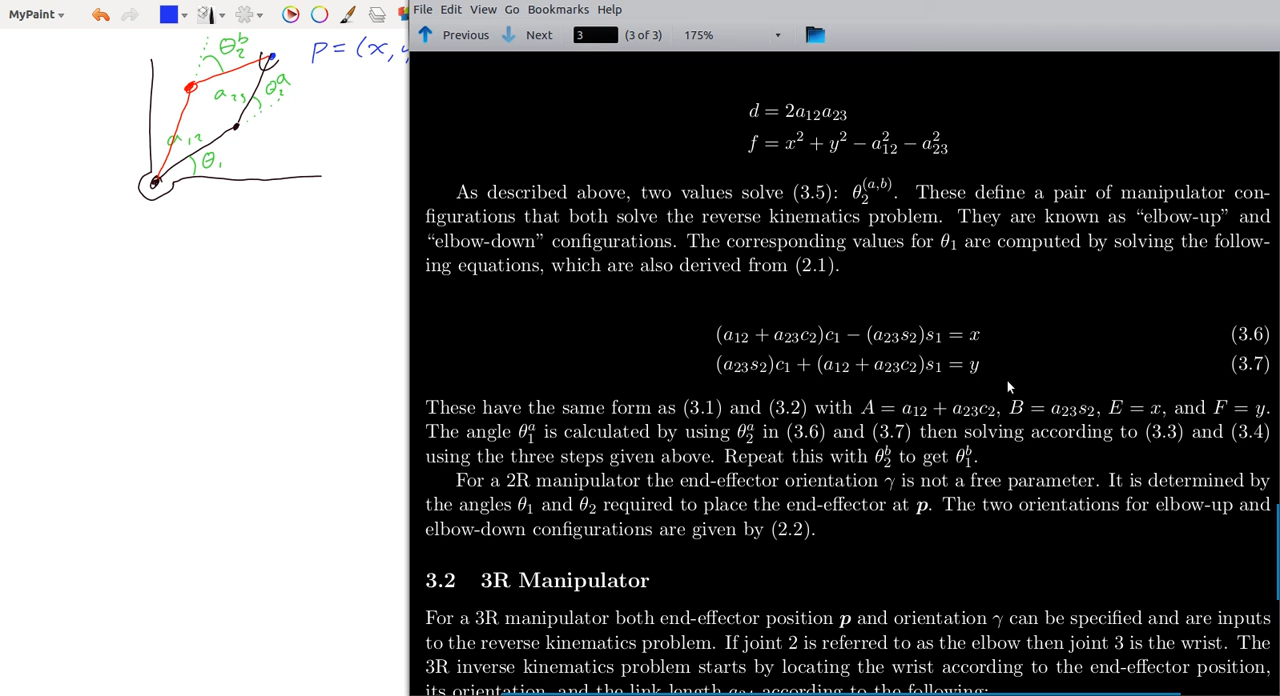 MyPaint
File Edit View Go Bookmarks Help
Previous Next 3 (3 of 3) 175%
θ₂ᵇ
P = (x,
a₂₃
θ₂ᵃ
a₁₂
θ₁
d = 2a₁₂a₂₃
f = x² + y² − a₁₂² − a₂₃²
As described above, two values solve (3.5): θ₂⁽ᵃ,ᵇ⁾. These define a pair of manipulator con-
figurations that both solve the reverse kinematics problem. They are known as “elbow-up” and
“elbow-down” configurations. The corresponding values for θ₁ are computed by solving the follow-
ing equations, which are also derived from (2.1).
(a₁₂ + a₂₃c₂)c₁ − (a₂₃s₂)s₁ = x (3.6)
(a₂₃s₂)c₁ + (a₁₂ + a₂₃c₂)s₁ = y (3.7)
These have the same form as (3.1) and (3.2) with A = a₁₂ + a₂₃c₂, B = a₂₃s₂, E = x, and F = y.
The angle θ₁ᵃ is calculated by using θ₂ᵃ in (3.6) and (3.7) then solving according to (3.3) and (3.4)
using the three steps given above. Repeat this with θ₂ᵇ to get θ₁ᵇ.
For a 2R manipulator the end-effector orientation γ is not a free parameter. It is determined by
the angles θ₁ and θ₂ required to place the end-effector at p. The two orientations for elbow-up and
elbow-down configurations are given by (2.2).
3.2 3R Manipulator
For a 3R manipulator both end-effector position p and orientation γ can be specified and are inputs
to the reverse kinematics problem. If joint 2 is referred to as the elbow then joint 3 is the wrist. The
3R inverse kinematics problem starts by locating the wrist according to the end-effector position,
its orientation, and the link length a₃₄ according to the following: